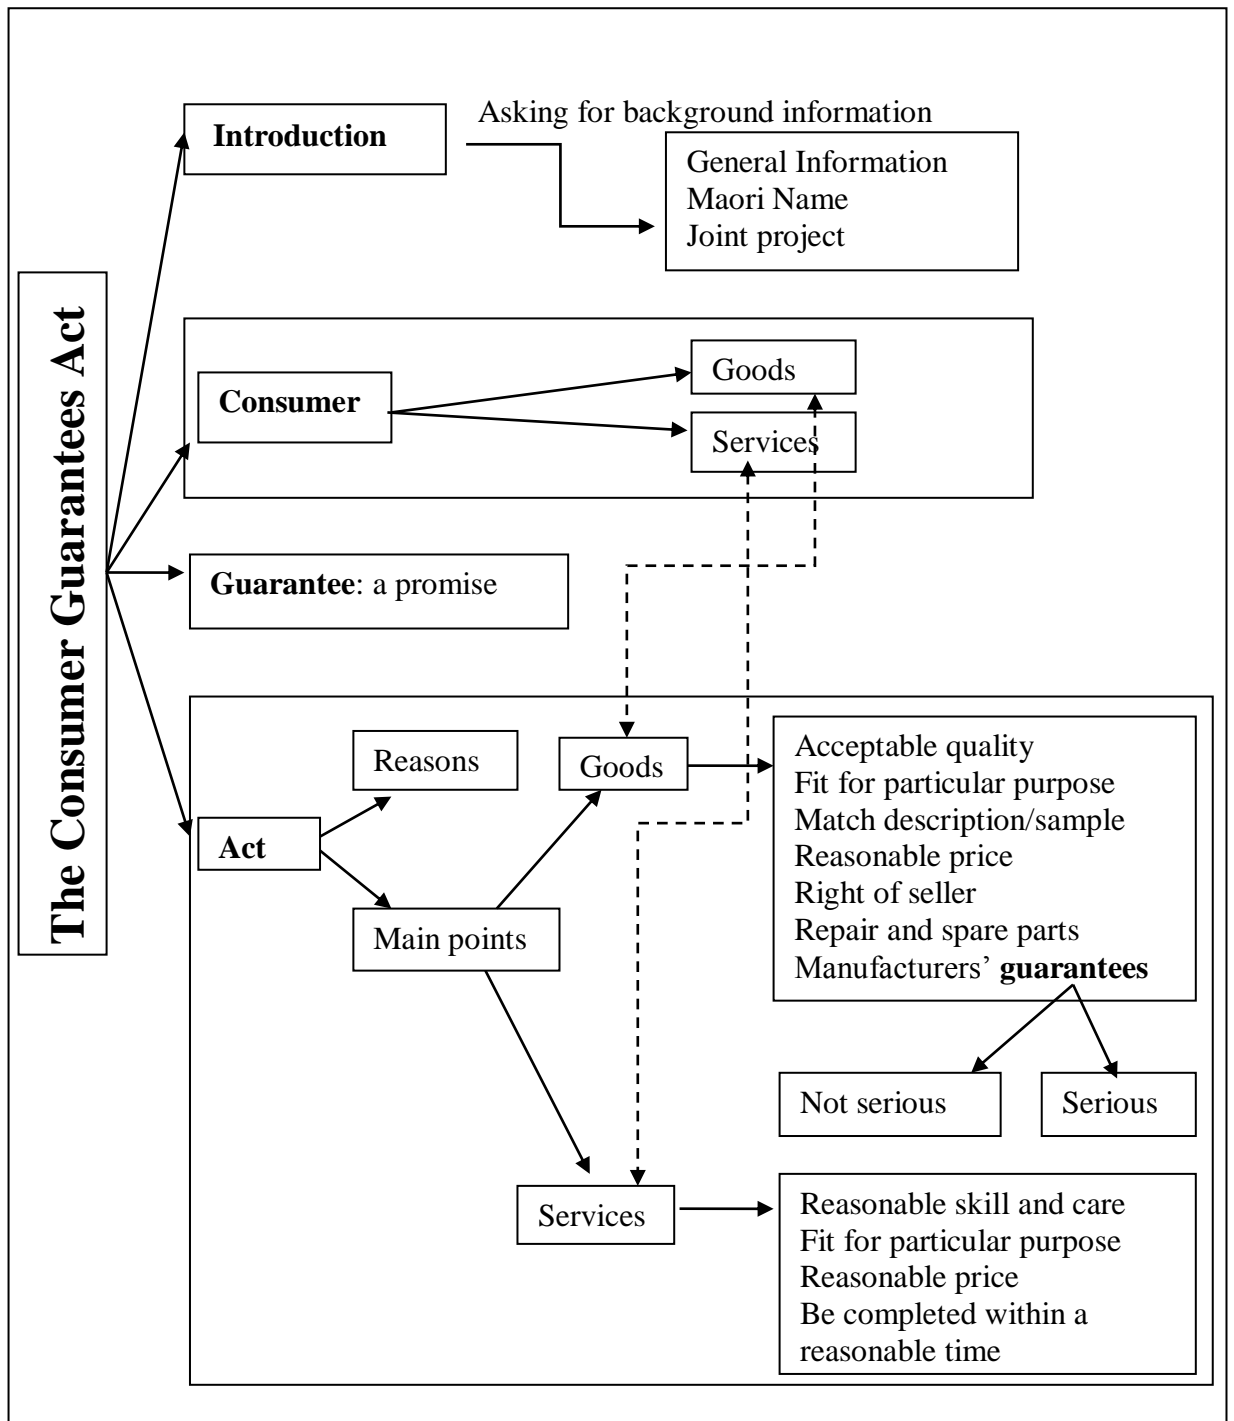 The Consumer Guarantees Act
Introduction
Asking for background information
General Information
Maori Name
Joint project
Consumer
Goods
Services
Guarantee: a promise
Act
Reasons
Main points
Goods
Acceptable quality
Fit for particular purpose
Match description/sample
Reasonable price
Right of seller
Repair and spare parts
Manufacturers’ guarantees
Not serious
Serious
Services
Reasonable skill and care
Fit for particular purpose
Reasonable price
Be completed within a
reasonable time